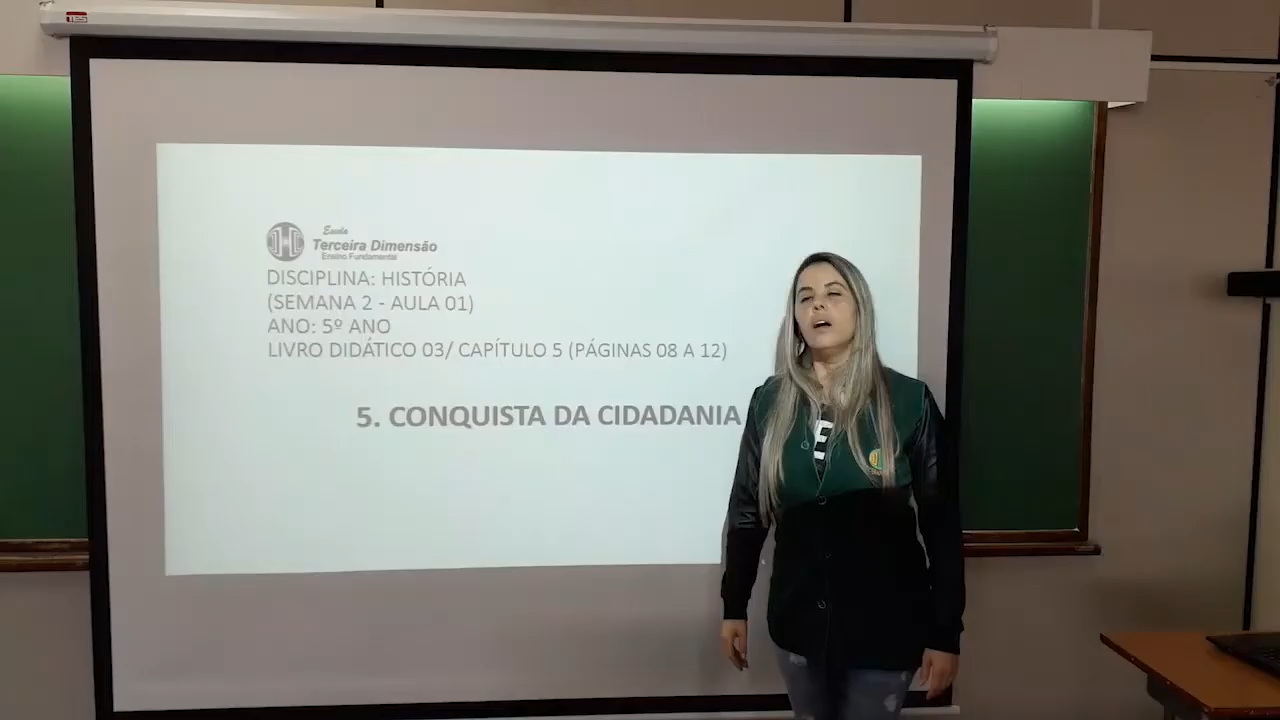 Escola
Terceira Dimensão
Ensino Fundamental
DISCIPLINA: HISTÓRIA
(SEMANA 2 - AULA 01)
ANO: 5º ANO
LIVRO DIDÁTICO 03/ CAPÍTULO 5 (PÁGINAS 08 A 12)
5. CONQUISTA DA CIDADANIA
E